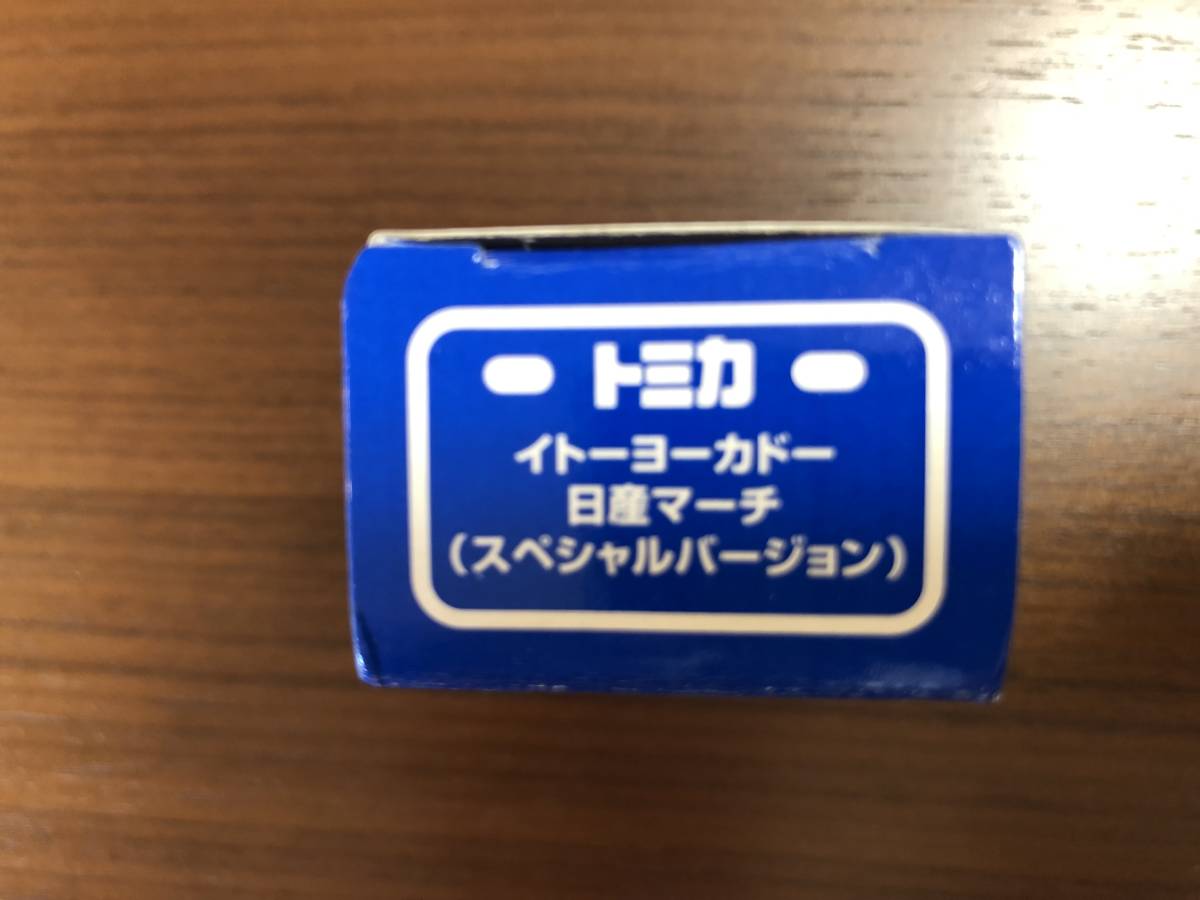 トミカ
イトーヨーカドー
日産マーチ
（スペシャルバージョン）